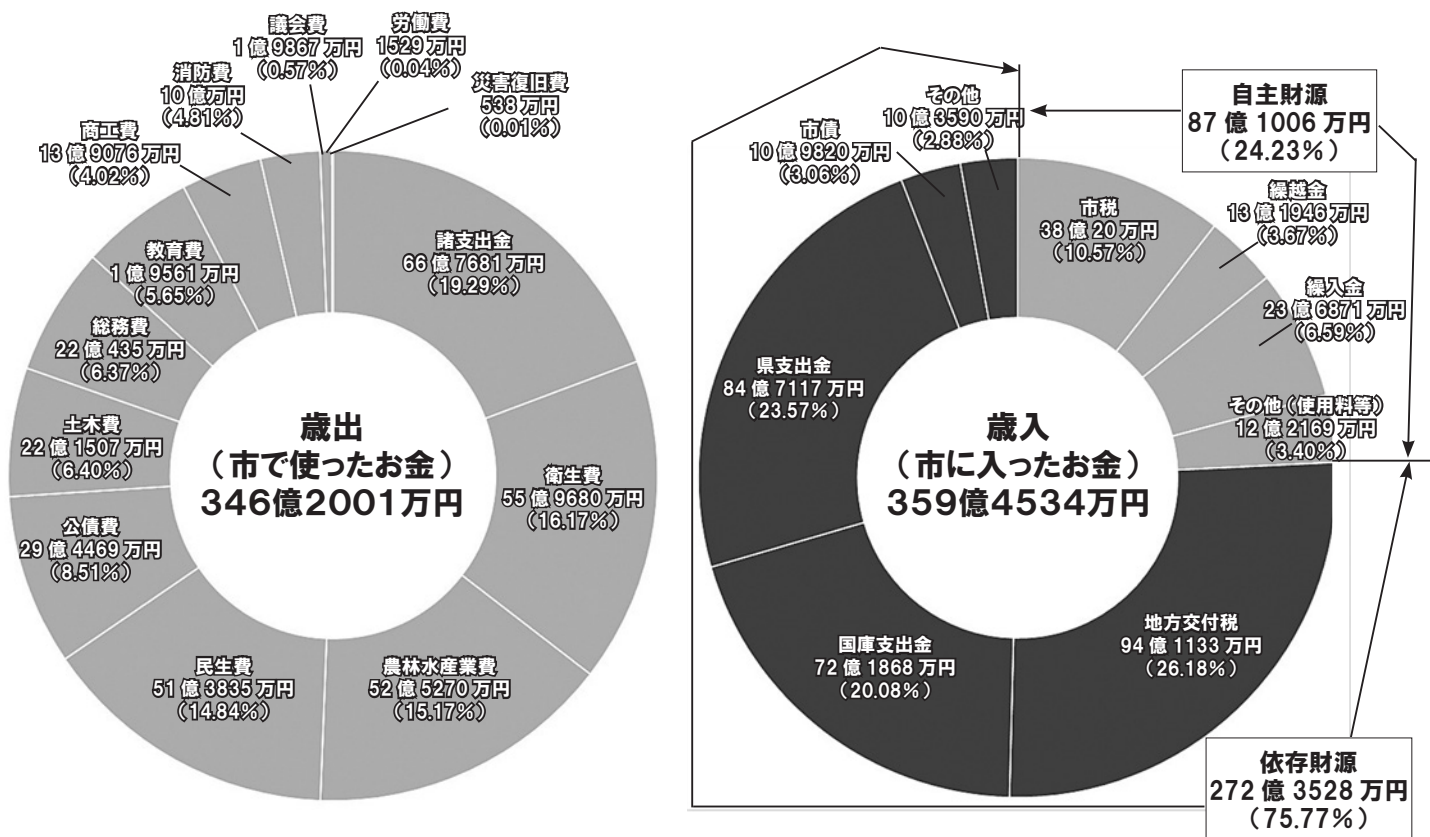 議会費
1億9867万円
(0.57%)
労働費
1529万円
(0.04%)
災害復旧費
538万円
(0.01%)
消防費
10億万円
(4.81%)
商工費
13億9076万円
(4.02%)
教育費
1億9561万円
(5.65%)
総務費
22億435万円
(6.37%)
土木費
22億1507万円
(6.40%)
公債費
29億4469万円
(8.51%)
民生費
51億3835万円
(14.84%)
農林水産業費
52億5270万円
(15.17%)
衛生費
55億9680万円
(16.17%)
諸支出金
66億7681万円
(19.29%)
歳出
(市で使ったお金)
346億2001万円
その他
10億3590万円
(2.88%)
市債
10億9820万円
(3.06%)
県支出金
84億7117万円
(23.57%)
国庫支出金
72億1868万円
(20.08%)
地方交付税
94億1133万円
(26.18%)
市税
38億20万円
(10.57%)
繰越金
13億1946万円
(3.67%)
繰入金
23億6871万円
(6.59%)
その他(使用料等)
12億2169万円
(3.40%)
歳入
(市に入ったお金)
359億4534万円
自主財源
87億1006万円
(24.23%)
依存財源
272億3528万円
(75.77%)